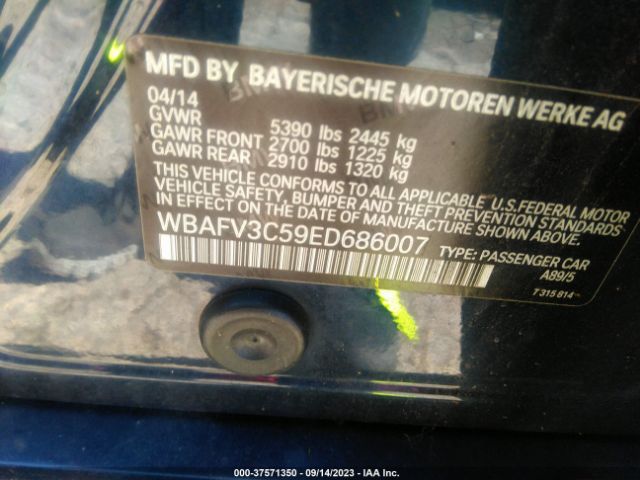 MFD BY BAYERISCHE MOTOREN WERKE AG
04/14
GVWR 5390 lbs 2445 kg
GAWR FRONT 2700 lbs 1225 kg
GAWR REAR 2910 lbs 1320 kg
THIS VEHICLE CONFORMS TO ALL APPLICABLE U.S. FEDERAL MOTOR
VEHICLE SAFETY, BUMPER AND THEFT PREVENTION STANDARDS
IN EFFECT ON THE DATE OF MANUFACTURE SHOWN ABOVE.
WBAFV3C59ED686007 TYPE: PASSENGER CAR
A89/5
7 315 814
000-37571350 | 09/14/2023 - IAA Inc.